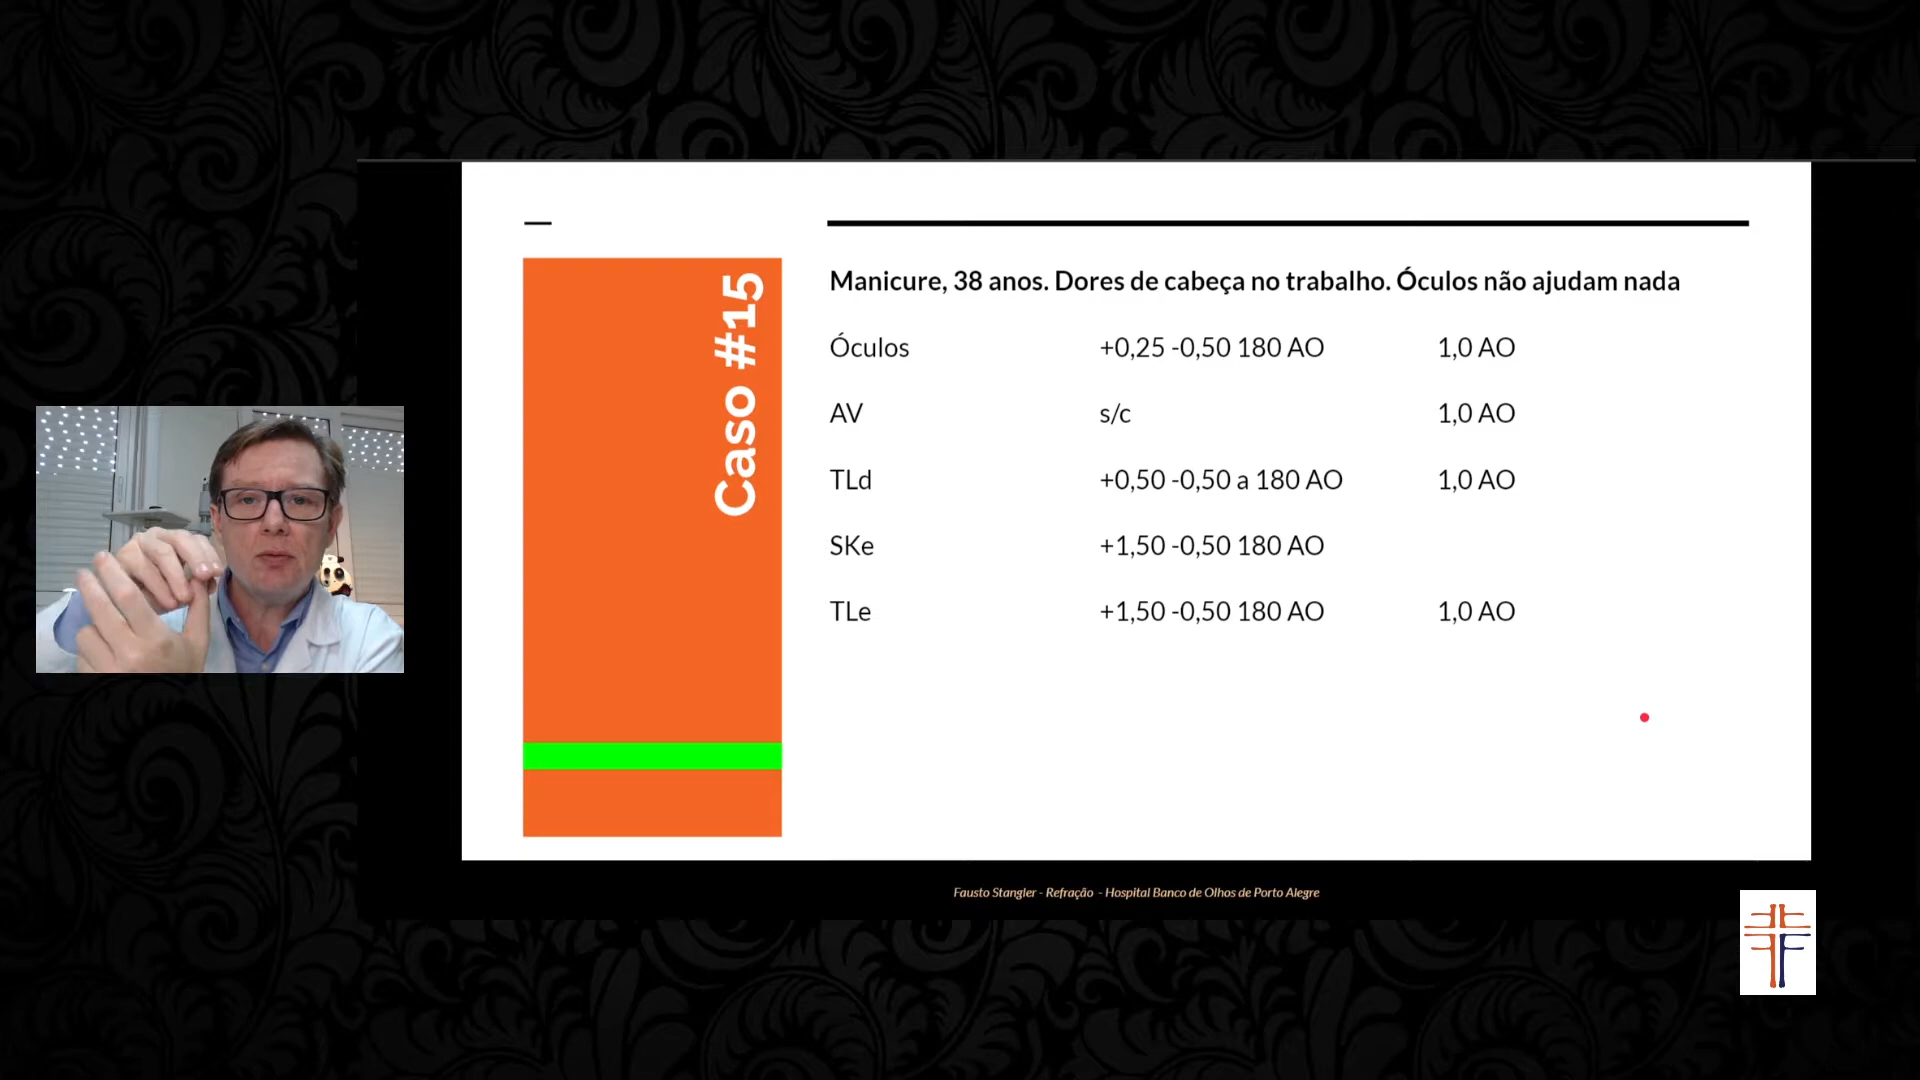 Caso #15
Manicure, 38 anos. Dores de cabeça no trabalho. Óculos não ajudam nada
Óculos +0,25 -0,50 180 AO 1,0 AO
AV s/c 1,0 AO
TLd +0,50 -0,50 a 180 AO 1,0 AO
SKe +1,50 -0,50 180 AO
TLe +1,50 -0,50 180 AO 1,0 AO
Fausto Stangler - Refração - Hospital Banco de Olhos de Porto Alegre